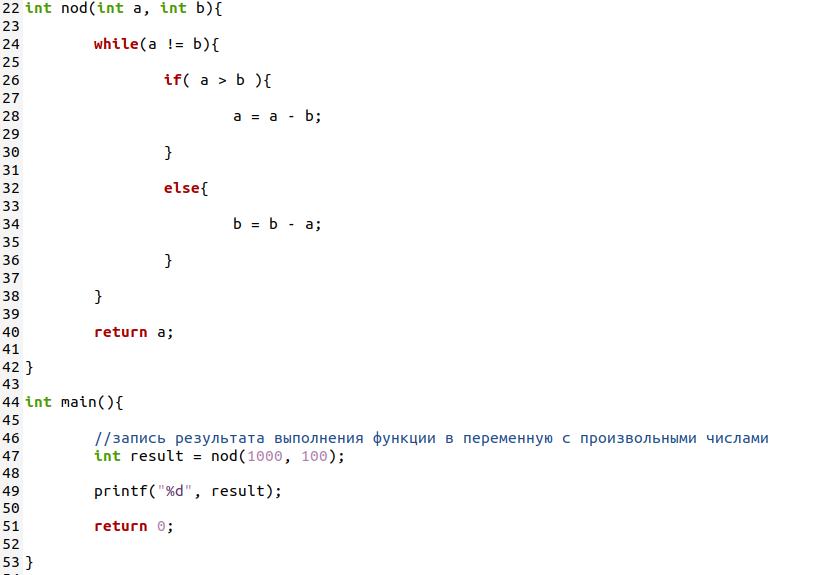 22 int nod(int a, int b){
23
24 while(a != b){
25
26 if( a > b ){
27
28 a = a - b;
29
30 }
31
32 else{
33
34 b = b - a;
35
36 }
37
38 }
39
40 return a;
41
42 }
43
44 int main(){
45
46 //запись результата выполнения функции в переменную с произвольными числами
47 int result = nod(1000, 100);
48
49 printf("%d", result);
50
51 return 0;
52
53 }